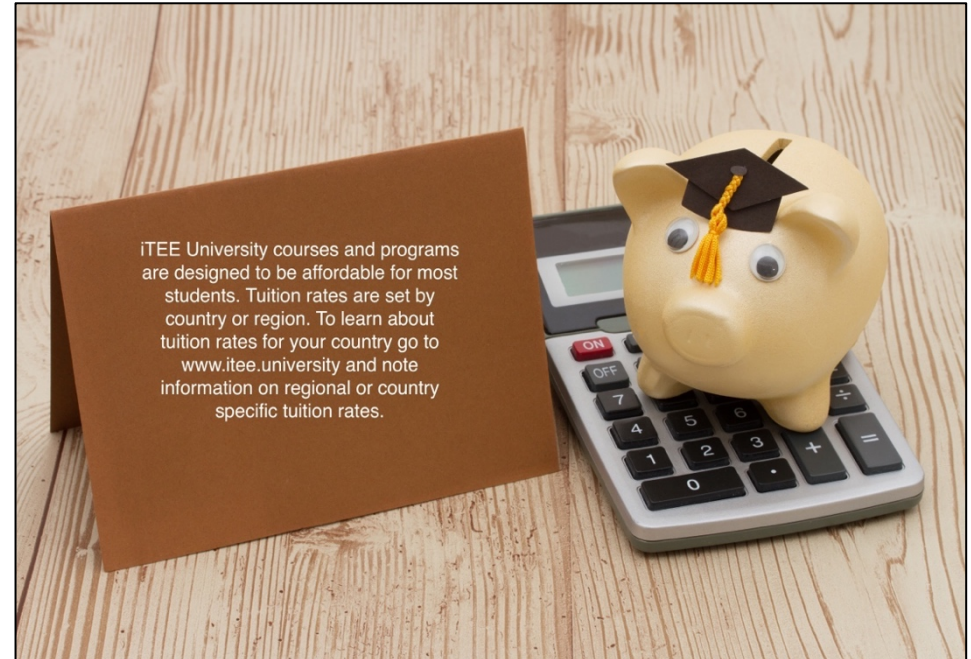 iTEE University courses and programs
are designed to be affordable for most
students. Tuition rates are set by
country or region. To learn about
tuition rates for your country go to
www.itee.university and note
information on regional or country
specific tuition rates.
ON
OFF
7
4
5
6
÷
1
2
3
+
=
0
.